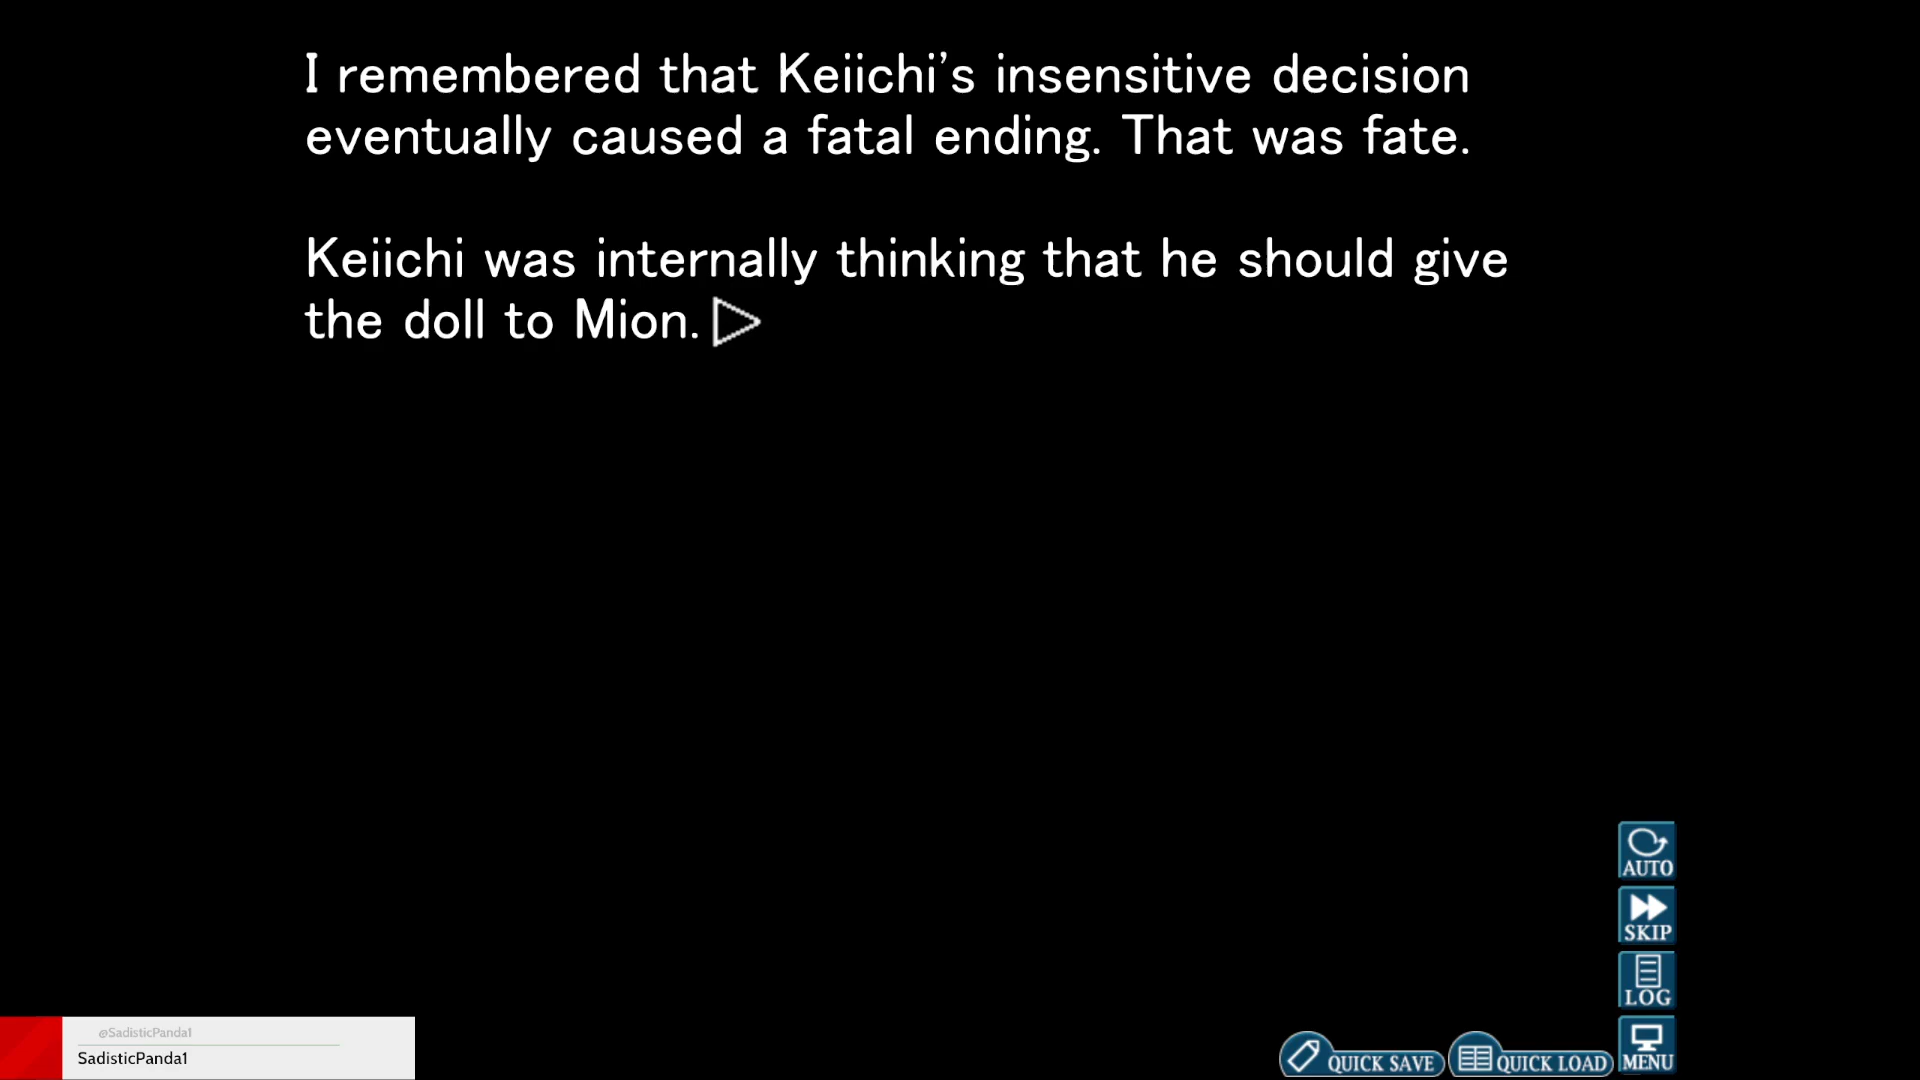 I remembered that Keiichi's insensitive decision
eventually caused a fatal ending. That was fate.
Keiichi was internally thinking that he should give
the doll to Mion.
AUTO
SKIP
LOG
MENU
QUICK SAVE
QUICK LOAD
@SadisticPanda1
SadisticPanda1